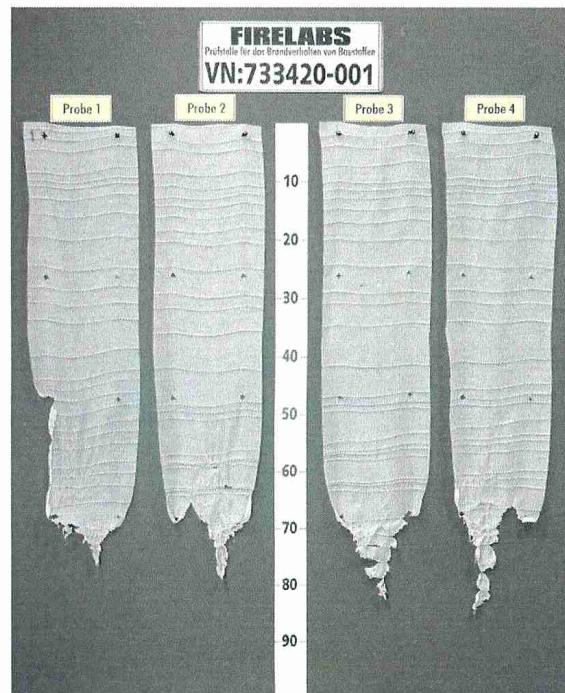 FIRELABS
Prüfstelle für das Brandverhalten von Baustoffen
VN:733420-001
Probe 1
Probe 2
Probe 3
Probe 4
10
20
30
40
50
60
70
80
90